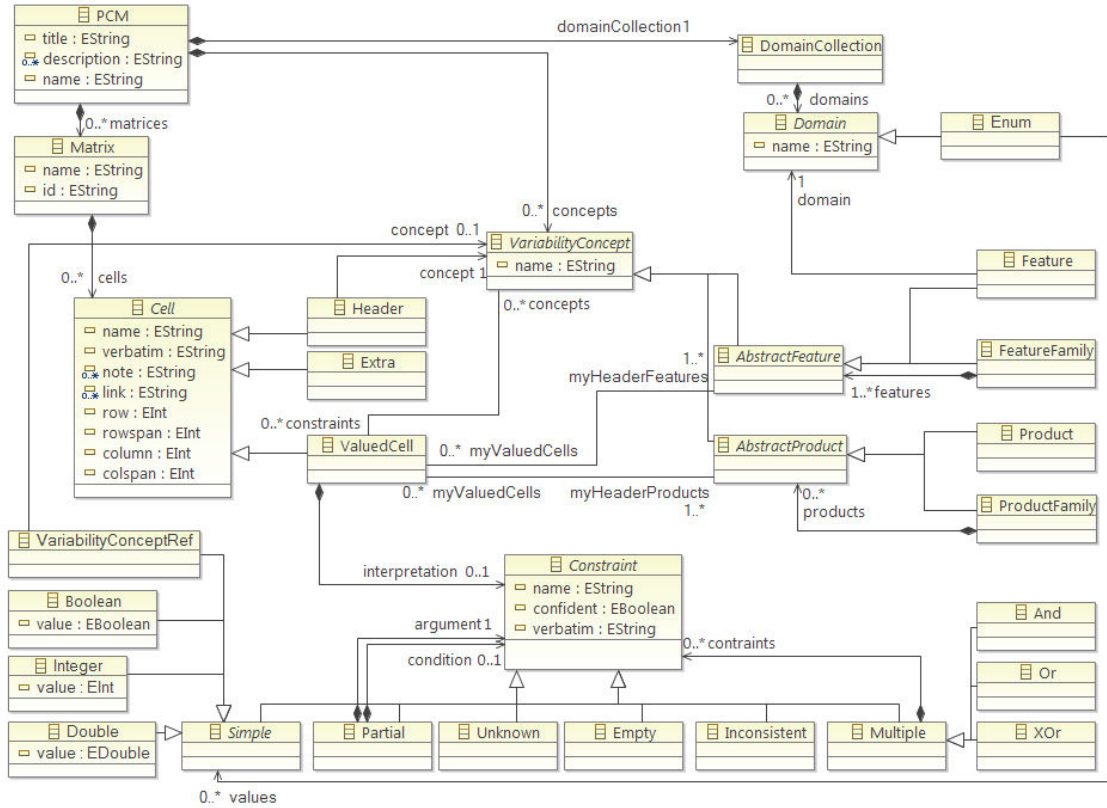 PCM
title : EString
description : EString
0..*
name : EString
domainCollection1
DomainCollection
0..* domains
Domain
name : EString
Enum
0..* matrices
Matrix
name : EString
id : EString
1
domain
0..* concepts
concept 0..1
VariabilityConcept
name : EString
concept 1
0..* concepts
Feature
0..* cells
Cell
name : EString
verbatim : EString
note : EString
0..*
link : EString
0..*
row : EInt
rowspan : EInt
column : EInt
colspan : EInt
Header
Extra
1..*
myHeaderFeatures
AbstractFeature
FeatureFamily
1..* features
0..* constraints
ValuedCell
0..* myValuedCells
AbstractProduct
Product
0..* myValuedCells
myHeaderProducts
1..*
0..*
products
ProductFamily
VariabilityConceptRef
interpretation 0..1
Constraint
name : EString
confident : EBoolean
verbatim : EString
Boolean
value : EBoolean
argument1
condition 0..1
0..* contraints
And
Integer
value : EInt
Or
Double
value : EDouble
Simple
Partial
Unknown
Empty
Inconsistent
Multiple
XOr
0..* values